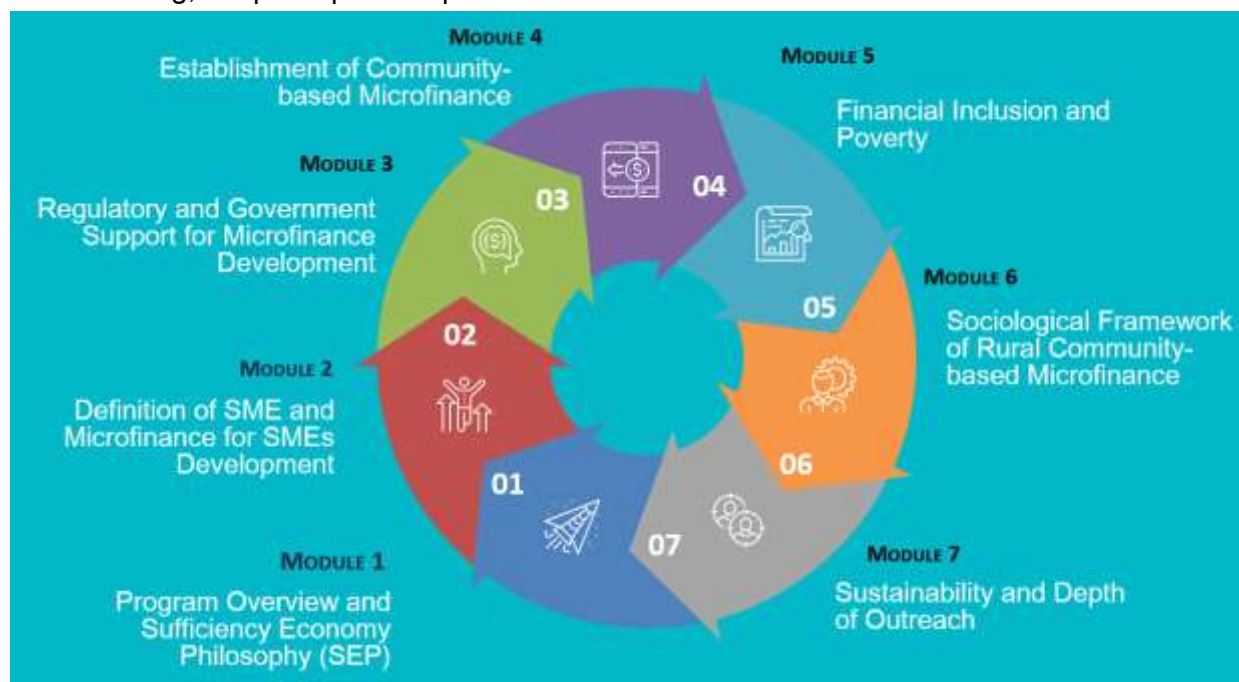 MODULE 4
Establishment of Community-
based Microfinance
MODULE 5
Financial Inclusion and
Poverty
MODULE 3
Regulatory and Government
Support for Microfinance
Development
MODULE 6
Sociological Framework
of Rural Community-
based Microfinance
MODULE 2
Definition of SME and
Microfinance for SMEs
Development
MODULE 7
Sustainability and Depth
of Outreach
MODULE 1
Program Overview and
Sufficiency Economy
Philosophy (SEP)
01
02
03
04
05
06
07